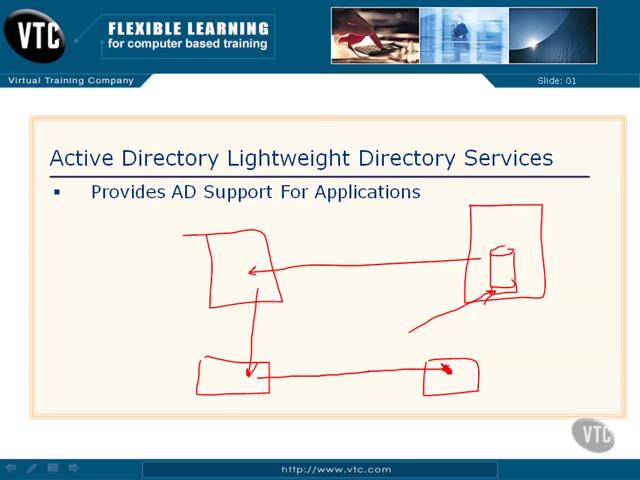 VTC
FLEXIBLE LEARNING
for computer based training
Virtual Training Company
Slide: 01
Active Directory Lightweight Directory Services
▪ Provides AD Support For Applications
VTC
http://www.vtc.com